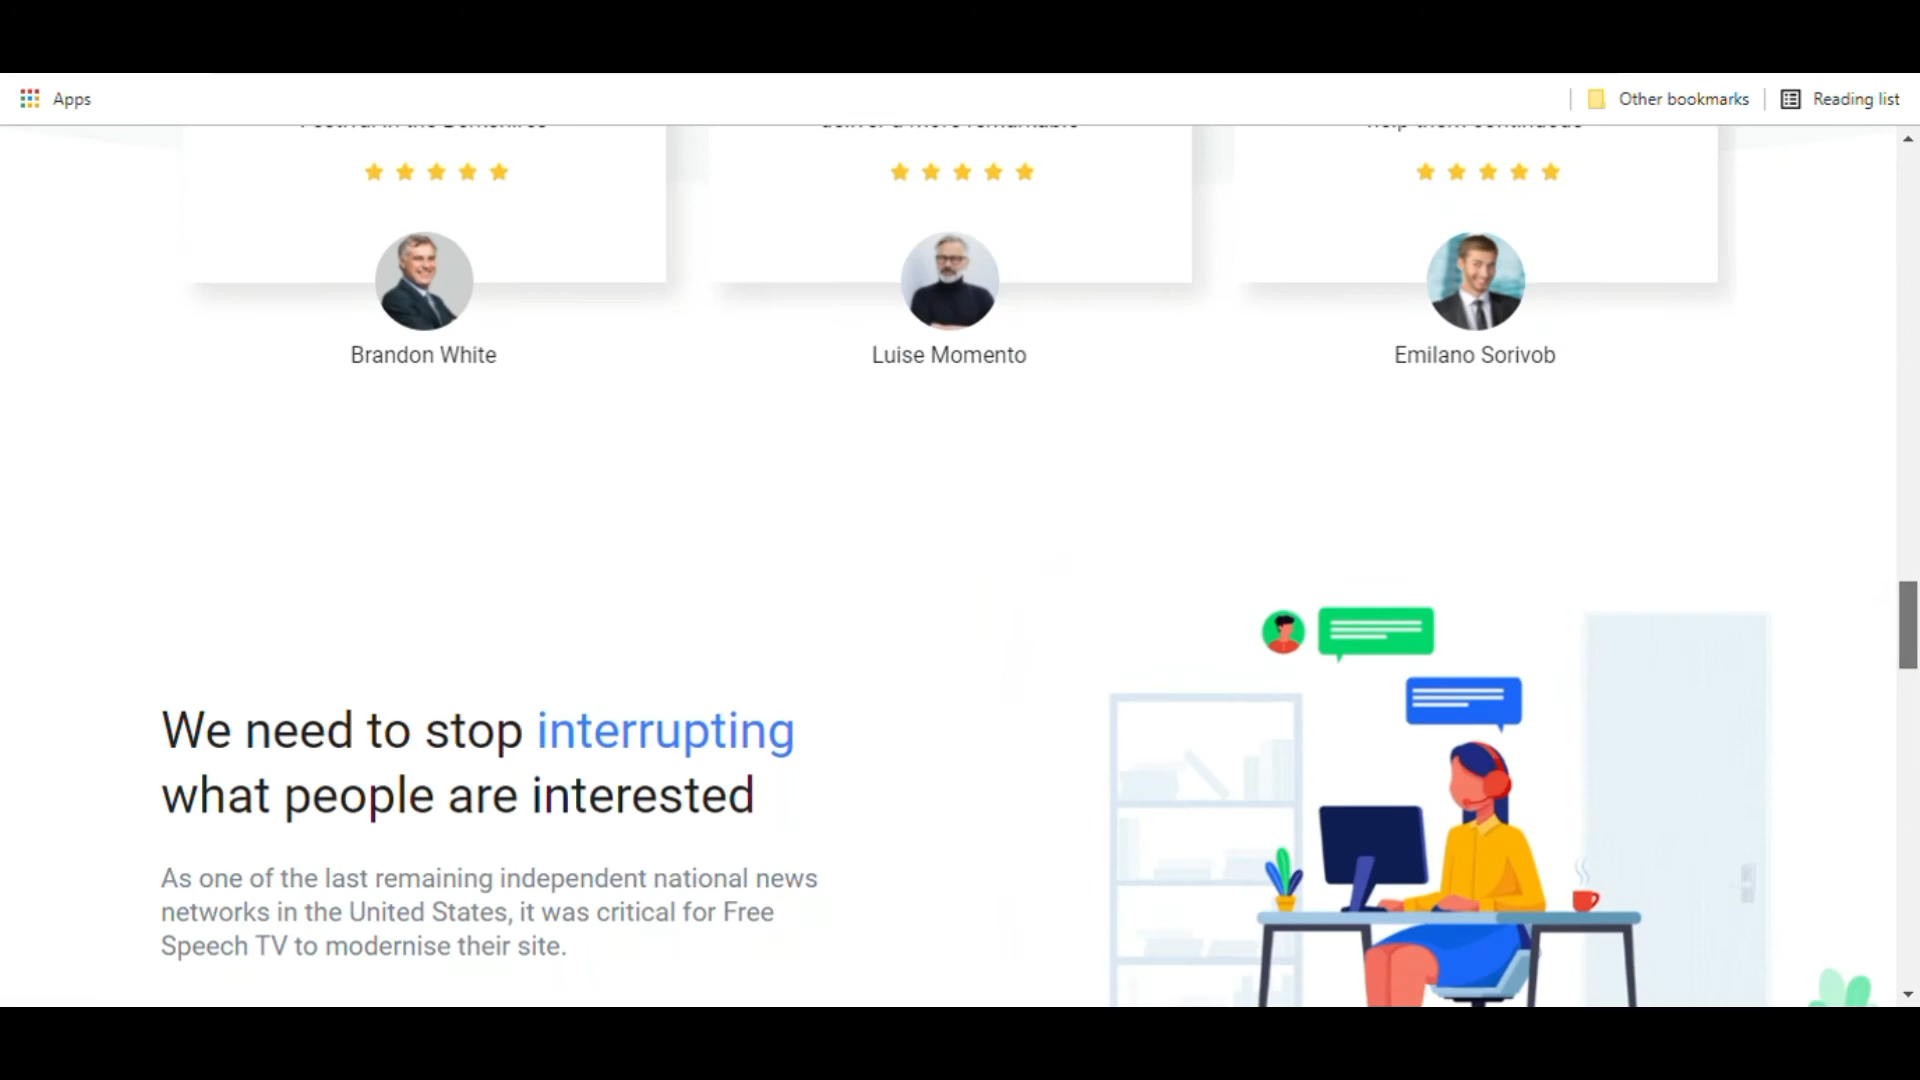 Apps
Other bookmarks
Reading list
Brandon White
Luise Momento
Emilano Sorivob
We need to stop interrupting
what people are interested
As one of the last remaining independent national news
networks in the United States, it was critical for Free
Speech TV to modernise their site.